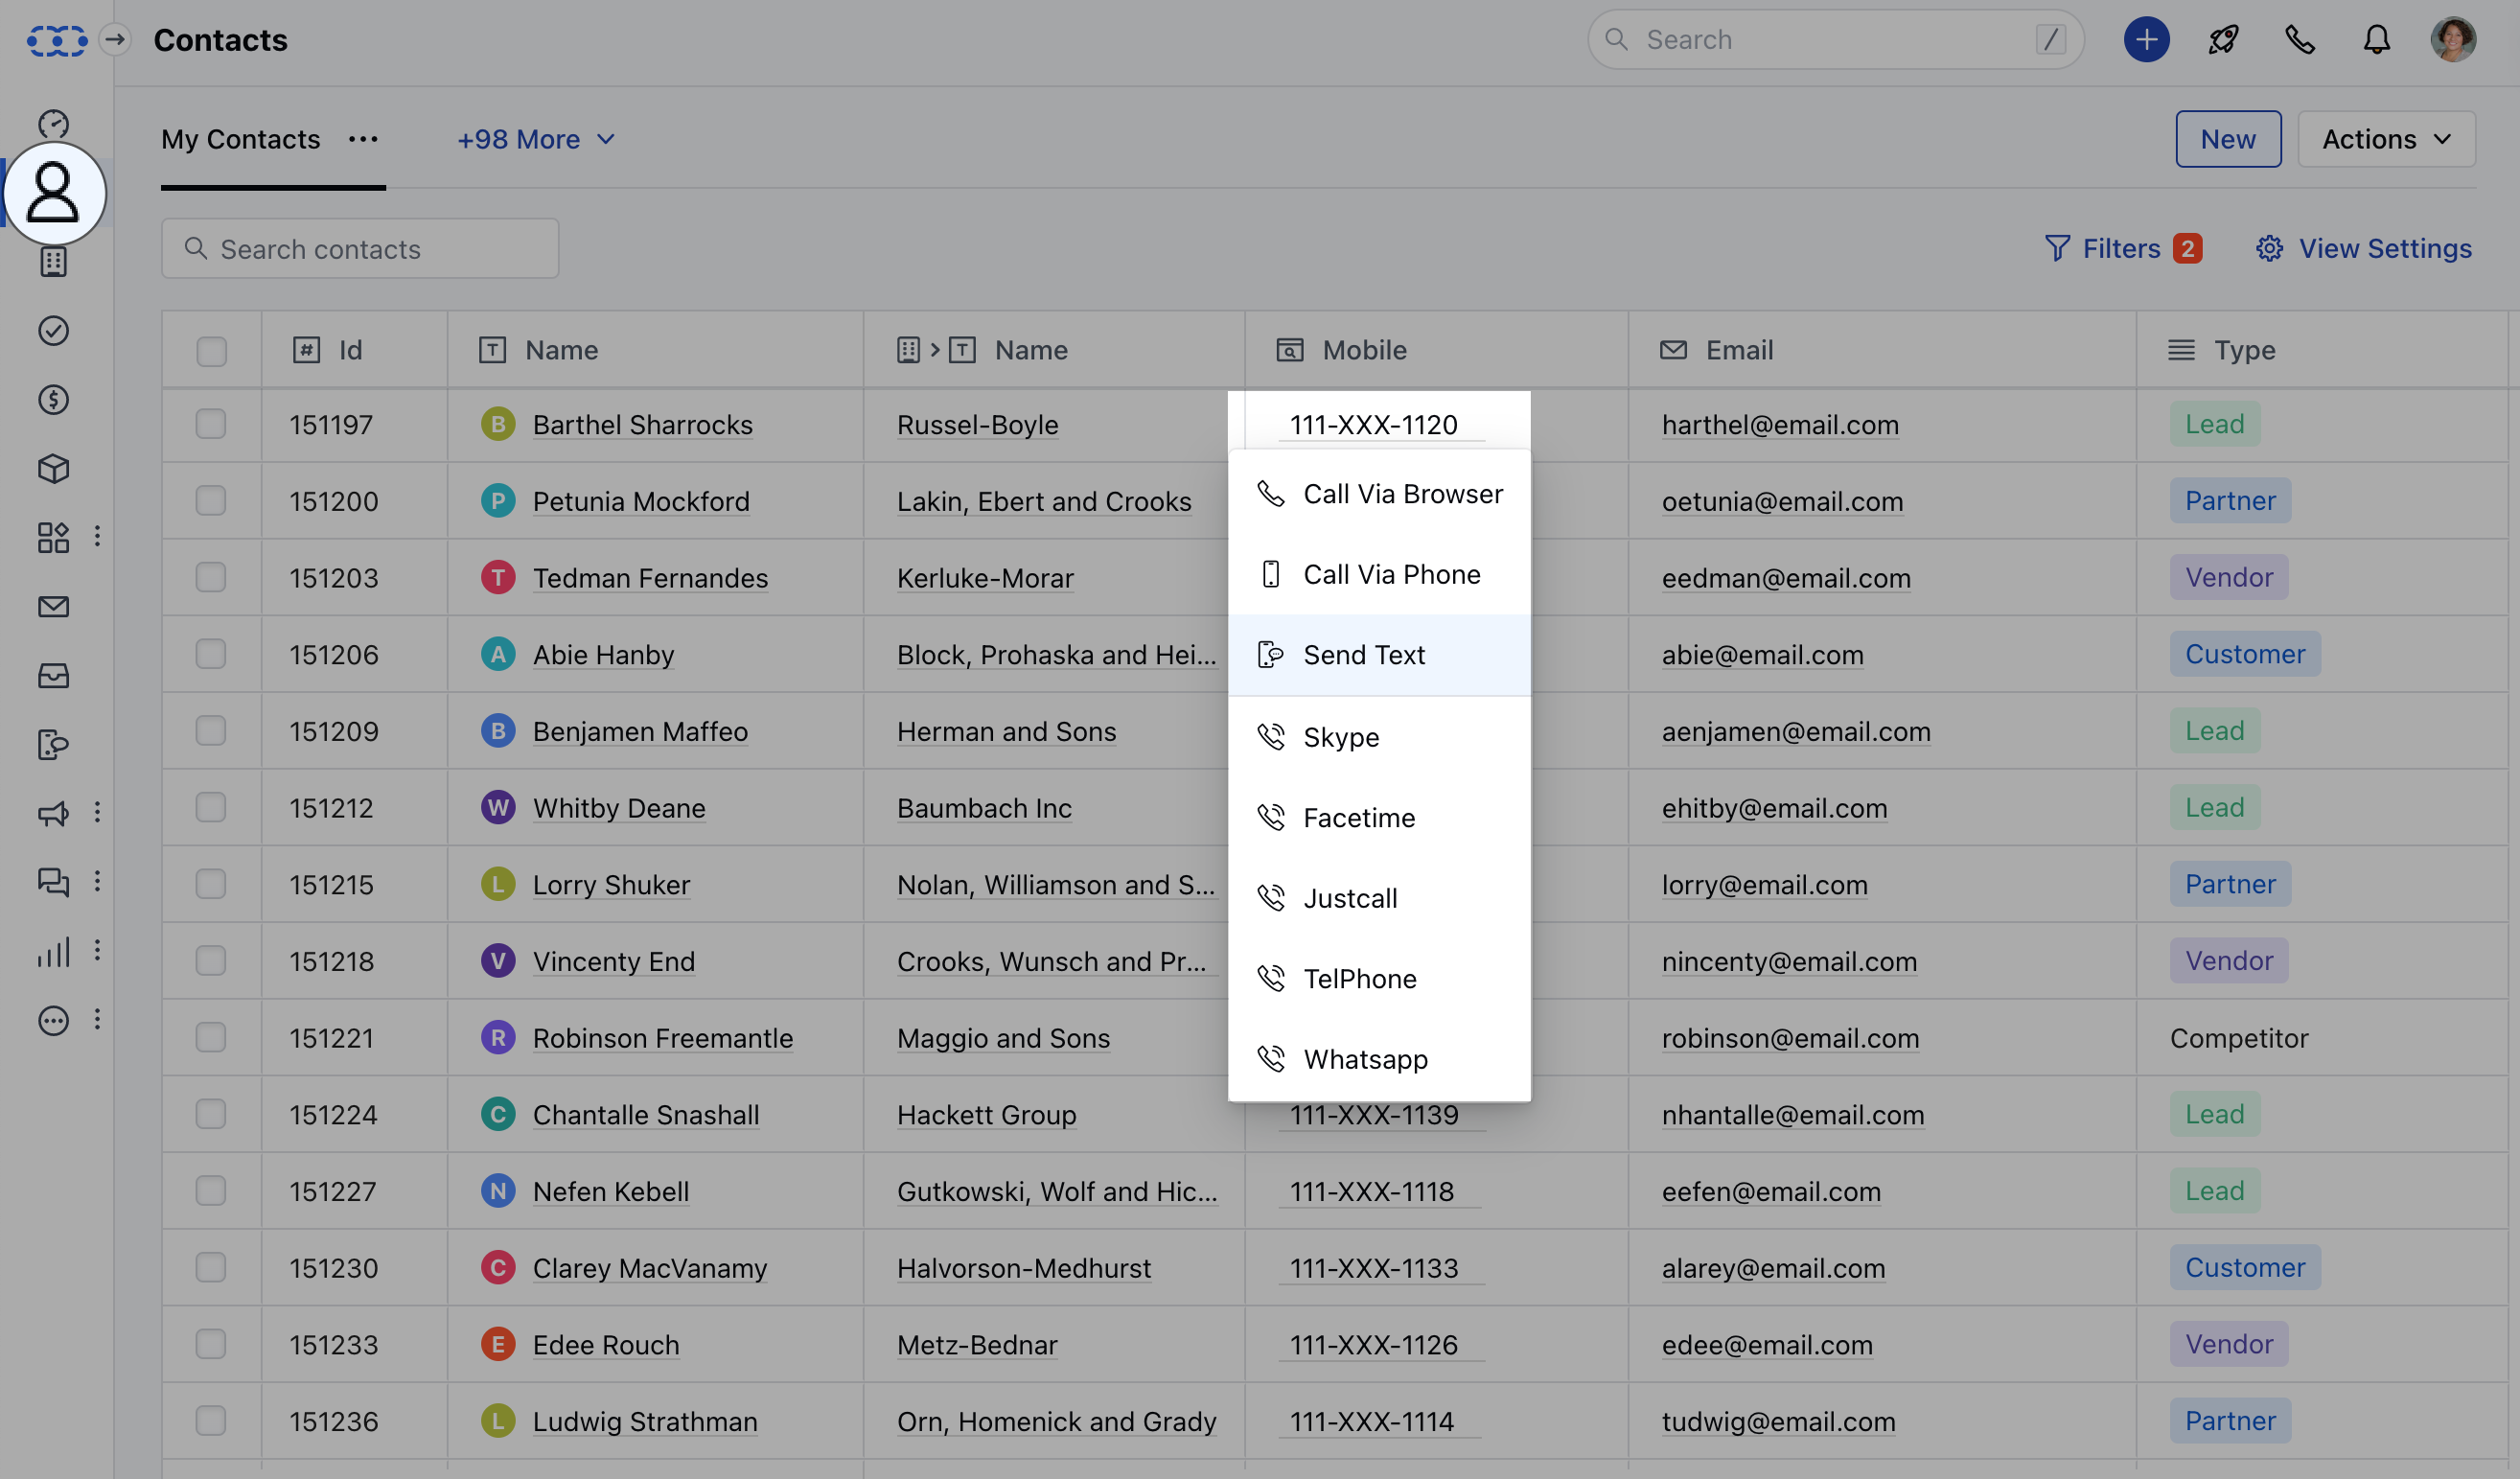 Contacts
Search /
My Contacts ••• +98 More
New Actions
Search contacts
Filters 2 View Settings
# Id T Name > T Name Mobile Email Type
151197 B Barthel Sharrocks Russel-Boyle 111-XXX-1120 harthel@email.com Lead
Call Via Browser
151200 P Petunia Mockford Lakin, Ebert and Crooks oetunia@email.com Partner
Call Via Phone
151203 T Tedman Fernandes Kerluke-Morar eedman@email.com Vendor
151206 A Abie Hanby Block, Prohaska and Hei... Send Text abie@email.com Customer
151209 B Benjamen Maffeo Herman and Sons Skype aenjamen@email.com Lead
151212 W Whitby Deane Baumbach Inc Facetime ehitby@email.com Lead
151215 L Lorry Shuker Nolan, Williamson and S... Justcall lorry@email.com Partner
151218 V Vincenty End Crooks, Wunsch and Pr... TelPhone nincenty@email.com Vendor
151221 R Robinson Freemantle Maggio and Sons Whatsapp robinson@email.com Competitor
151224 C Chantalle Snashall Hackett Group 111-XXX-1139 nhantalle@email.com Lead
151227 N Nefen Kebell Gutkowski, Wolf and Hic... 111-XXX-1118 eefen@email.com Lead
151230 C Clarey MacVanamy Halvorson-Medhurst 111-XXX-1133 alarey@email.com Customer
151233 E Edee Rouch Metz-Bednar 111-XXX-1126 edee@email.com Vendor
151236 L Ludwig Strathman Orn, Homenick and Grady 111-XXX-1114 tudwig@email.com Partner